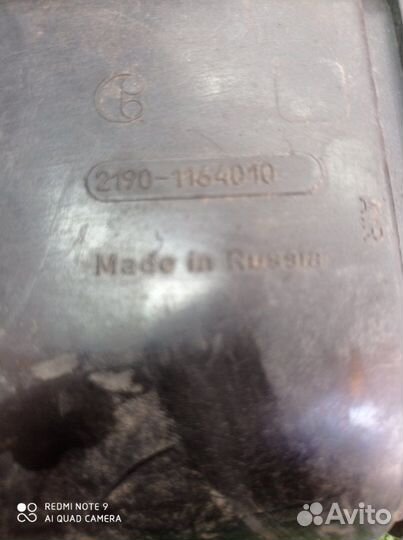 2190-1164010
Made in Russia
REDMI NOTE 9
AI QUAD CAMERA
Avito